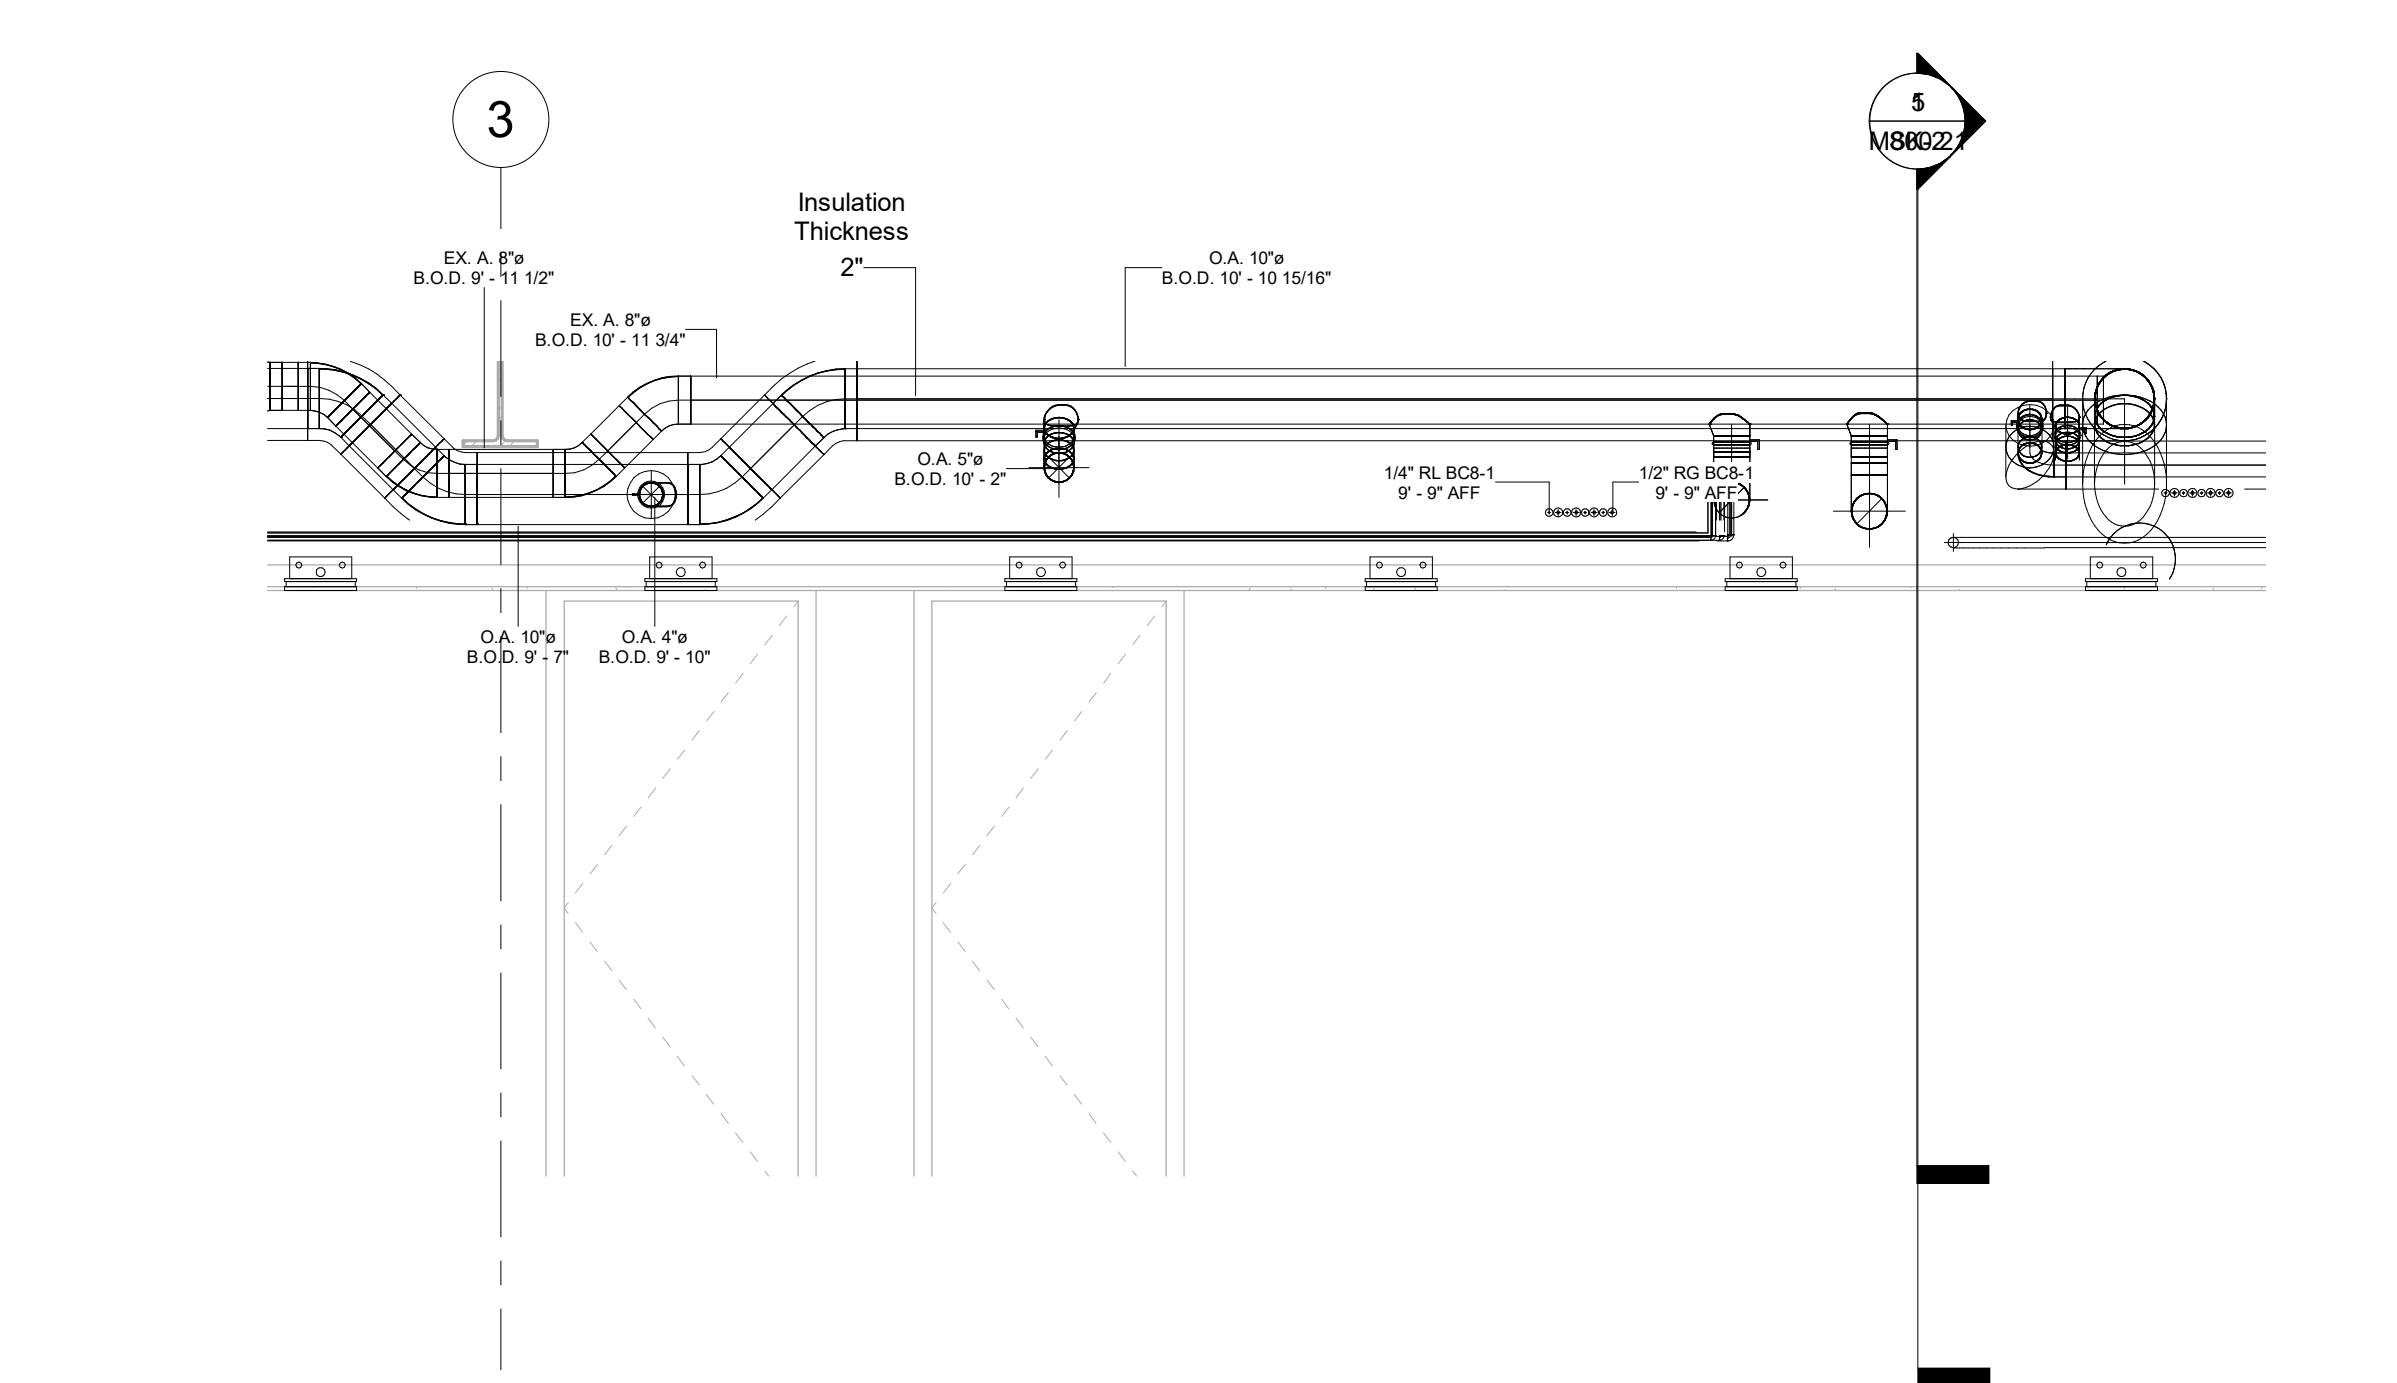 3
Insulation
Thickness
2"
EX. A. 8"ø
B.O.D. 9' - 11 1/2"
O.A. 10"ø
B.O.D. 10' - 10 15/16"
EX. A. 8"ø
B.O.D. 10' - 11 3/4"
O.A. 5"ø
B.O.D. 10' - 2"
1/4" RL BC8-1
9' - 9" AFF
1/2" RG BC8-1
9' - 9" AFF
O.A. 10"ø
B.O.D. 9' - 7"
O.A. 4"ø
B.O.D. 9' - 10"